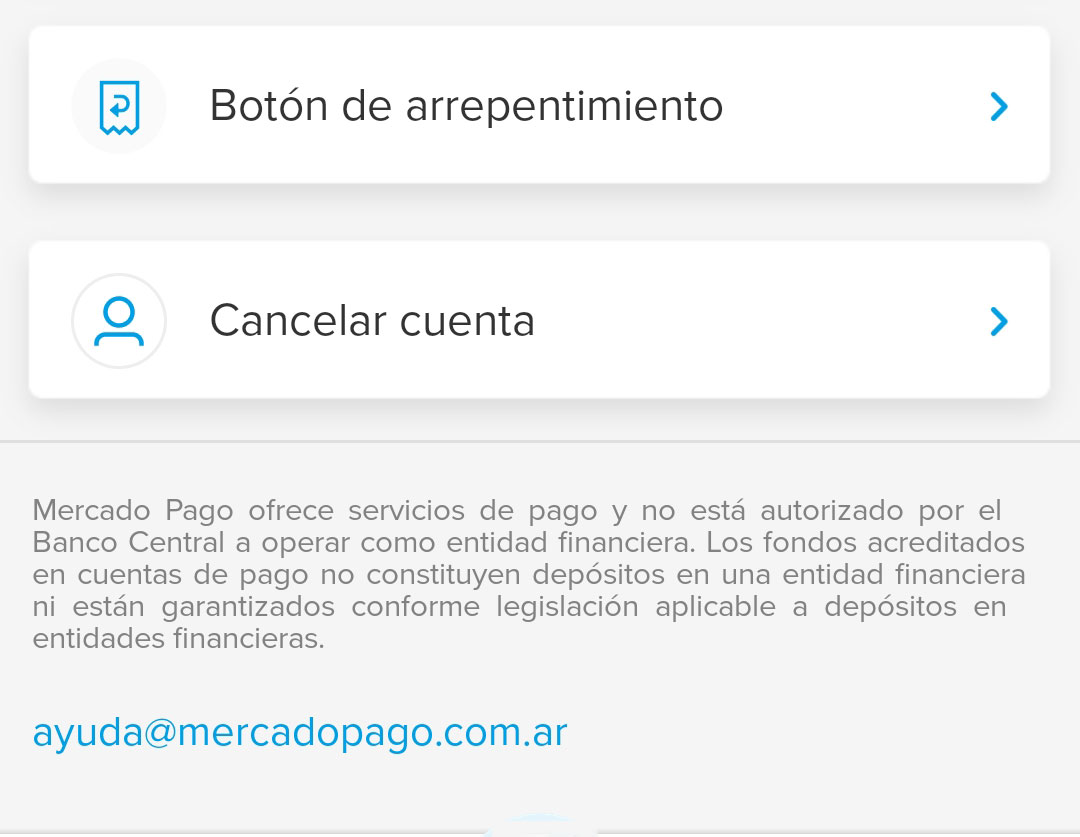 Botón de arrepentimiento
Cancelar cuenta
Mercado Pago ofrece servicios de pago y no está autorizado por el
Banco Central a operar como entidad financiera. Los fondos acreditados
en cuentas de pago no constituyen depósitos en una entidad financiera
ni están garantizados conforme legislación aplicable a depósitos en
entidades financieras.
ayuda@mercadopago.com.ar